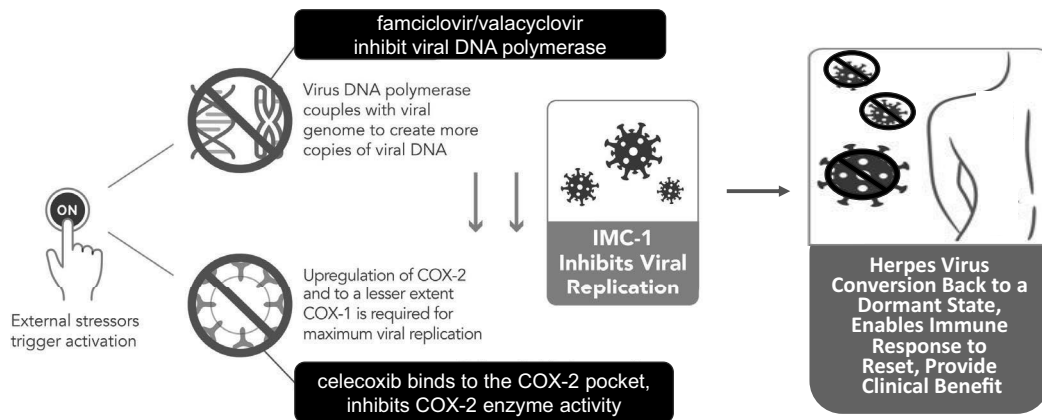 famciclovir/valacyclovir
inhibit viral DNA polymerase
Virus DNA polymerase
couples with viral
genome to create more
copies of viral DNA
ON
External stressors
trigger activation
Upregulation of COX-2
and to a lesser extent
COX-1 is required for
maximum viral replication
celecoxib binds to the COX-2 pocket,
inhibits COX-2 enzyme activity
IMC-1
Inhibits Viral
Replication
Herpes Virus
Conversion Back to a
Dormant State,
Enables Immune
Response to
Reset, Provide
Clinical Benefit